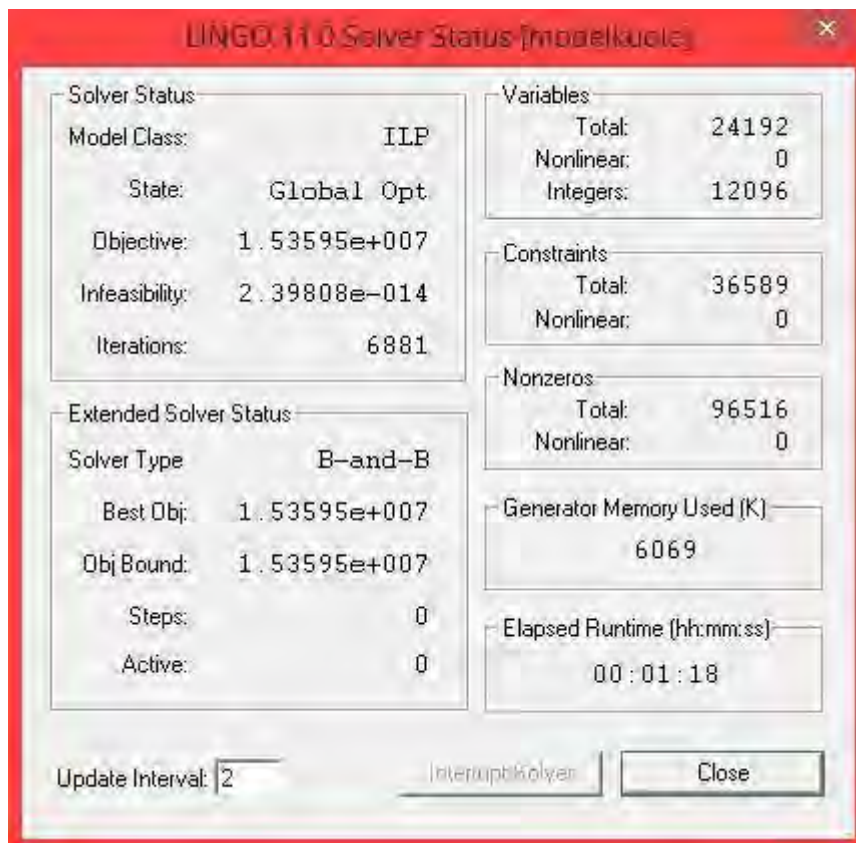 LINGO 11.0 Solver Status
Solver Status
Model Class: ILP
State: Global Opt
Objective: 1.53595e+007
Infeasibility: 2.39808e-014
Iterations: 6881
Extended Solver Status
Solver Type B-and-B
Best Obj: 1.53595e+007
Obj Bound: 1.53595e+007
Steps: 0
Active: 0
Variables
Total: 24192
Nonlinear: 0
Integers: 12096
Constraints
Total: 36589
Nonlinear: 0
Nonzeros
Total: 96516
Nonlinear: 0
Generator Memory Used (K)
6069
Elapsed Runtime (hh:mm:ss)
00:01:18
Update Interval: 2
Interrupt Solver
Close